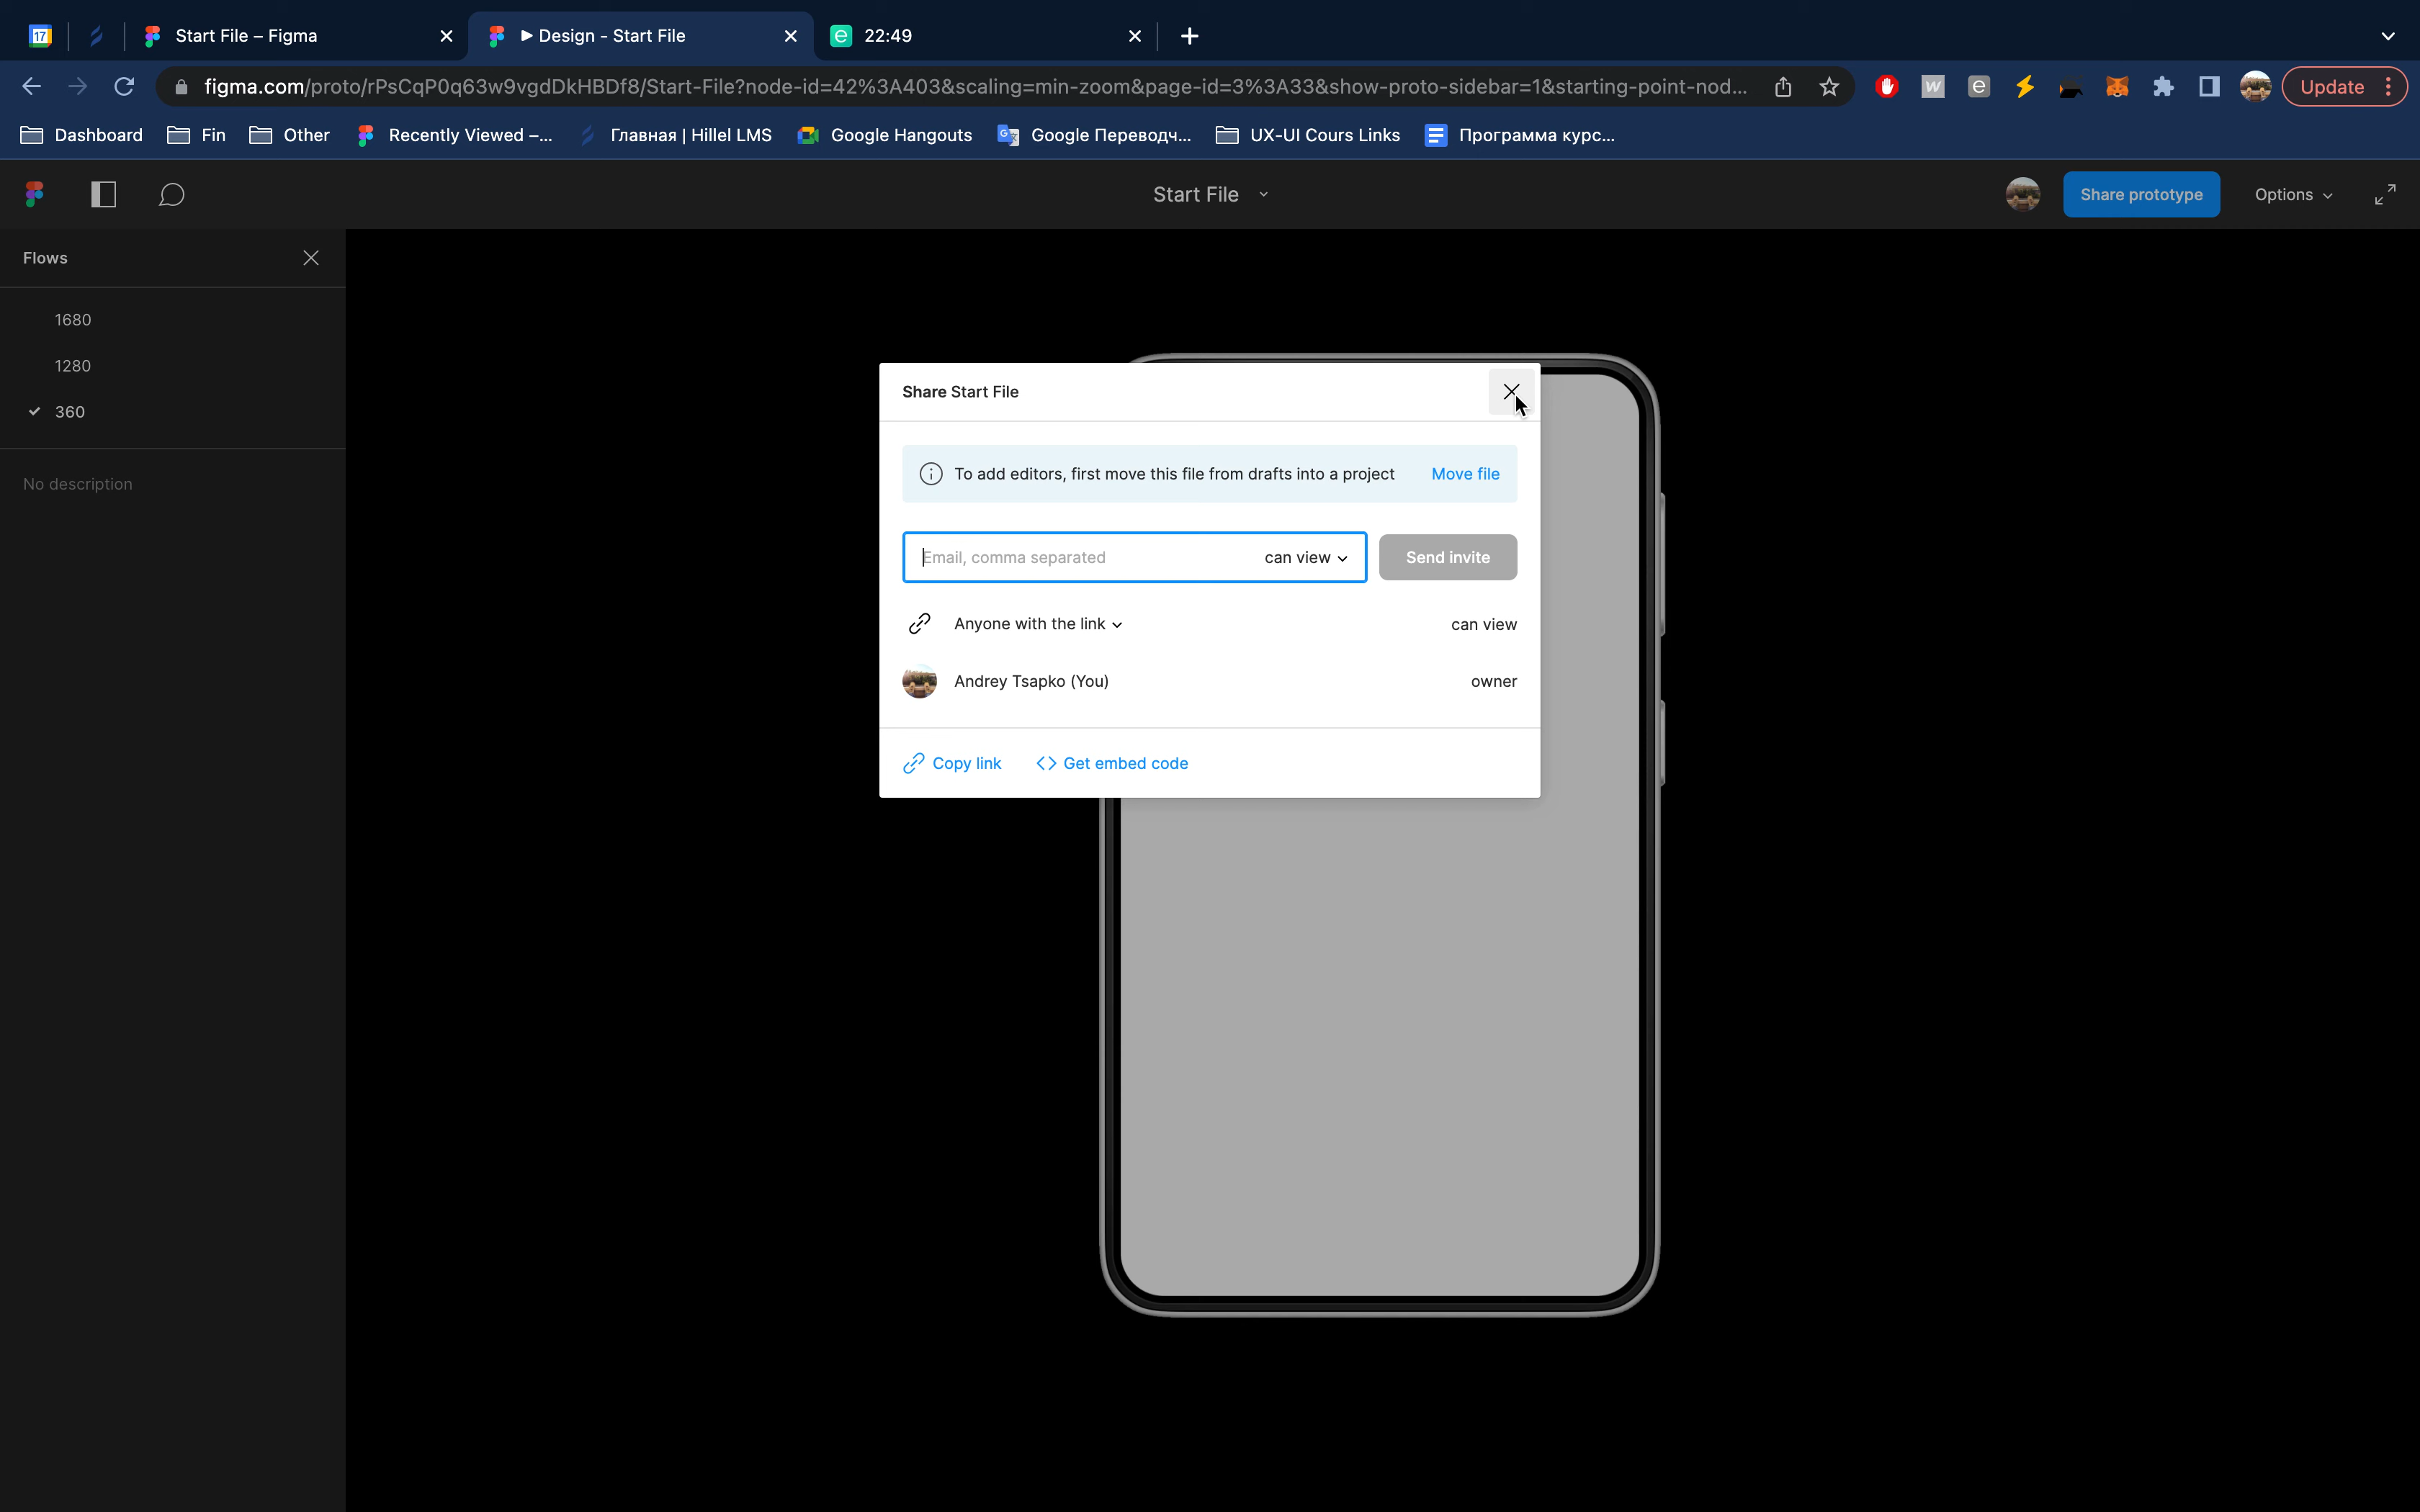 17
Start File – Figma
▶ Design - Start File
e 22:49
figma.com/proto/rPsCqP0q63w9vgdDkHBDf8/Start-File?node-id=42%3A403&scaling=min-zoom&page-id=3%3A33&show-proto-sidebar=1&starting-point-nod...
w
e
Update
Dashboard
Fin
Other
Recently Viewed –...
Главная | Hillel LMS
Google Hangouts
Google Переводч...
UX-UI Cours Links
Программа курс...
Start File
Share prototype
Options
Flows
1680
1280
360
No description
Share Start File
To add editors, first move this file from drafts into a project Move file
Email, comma separated can view Send invite
Anyone with the link can view
Andrey Tsapko (You) owner
Copy link <> Get embed code